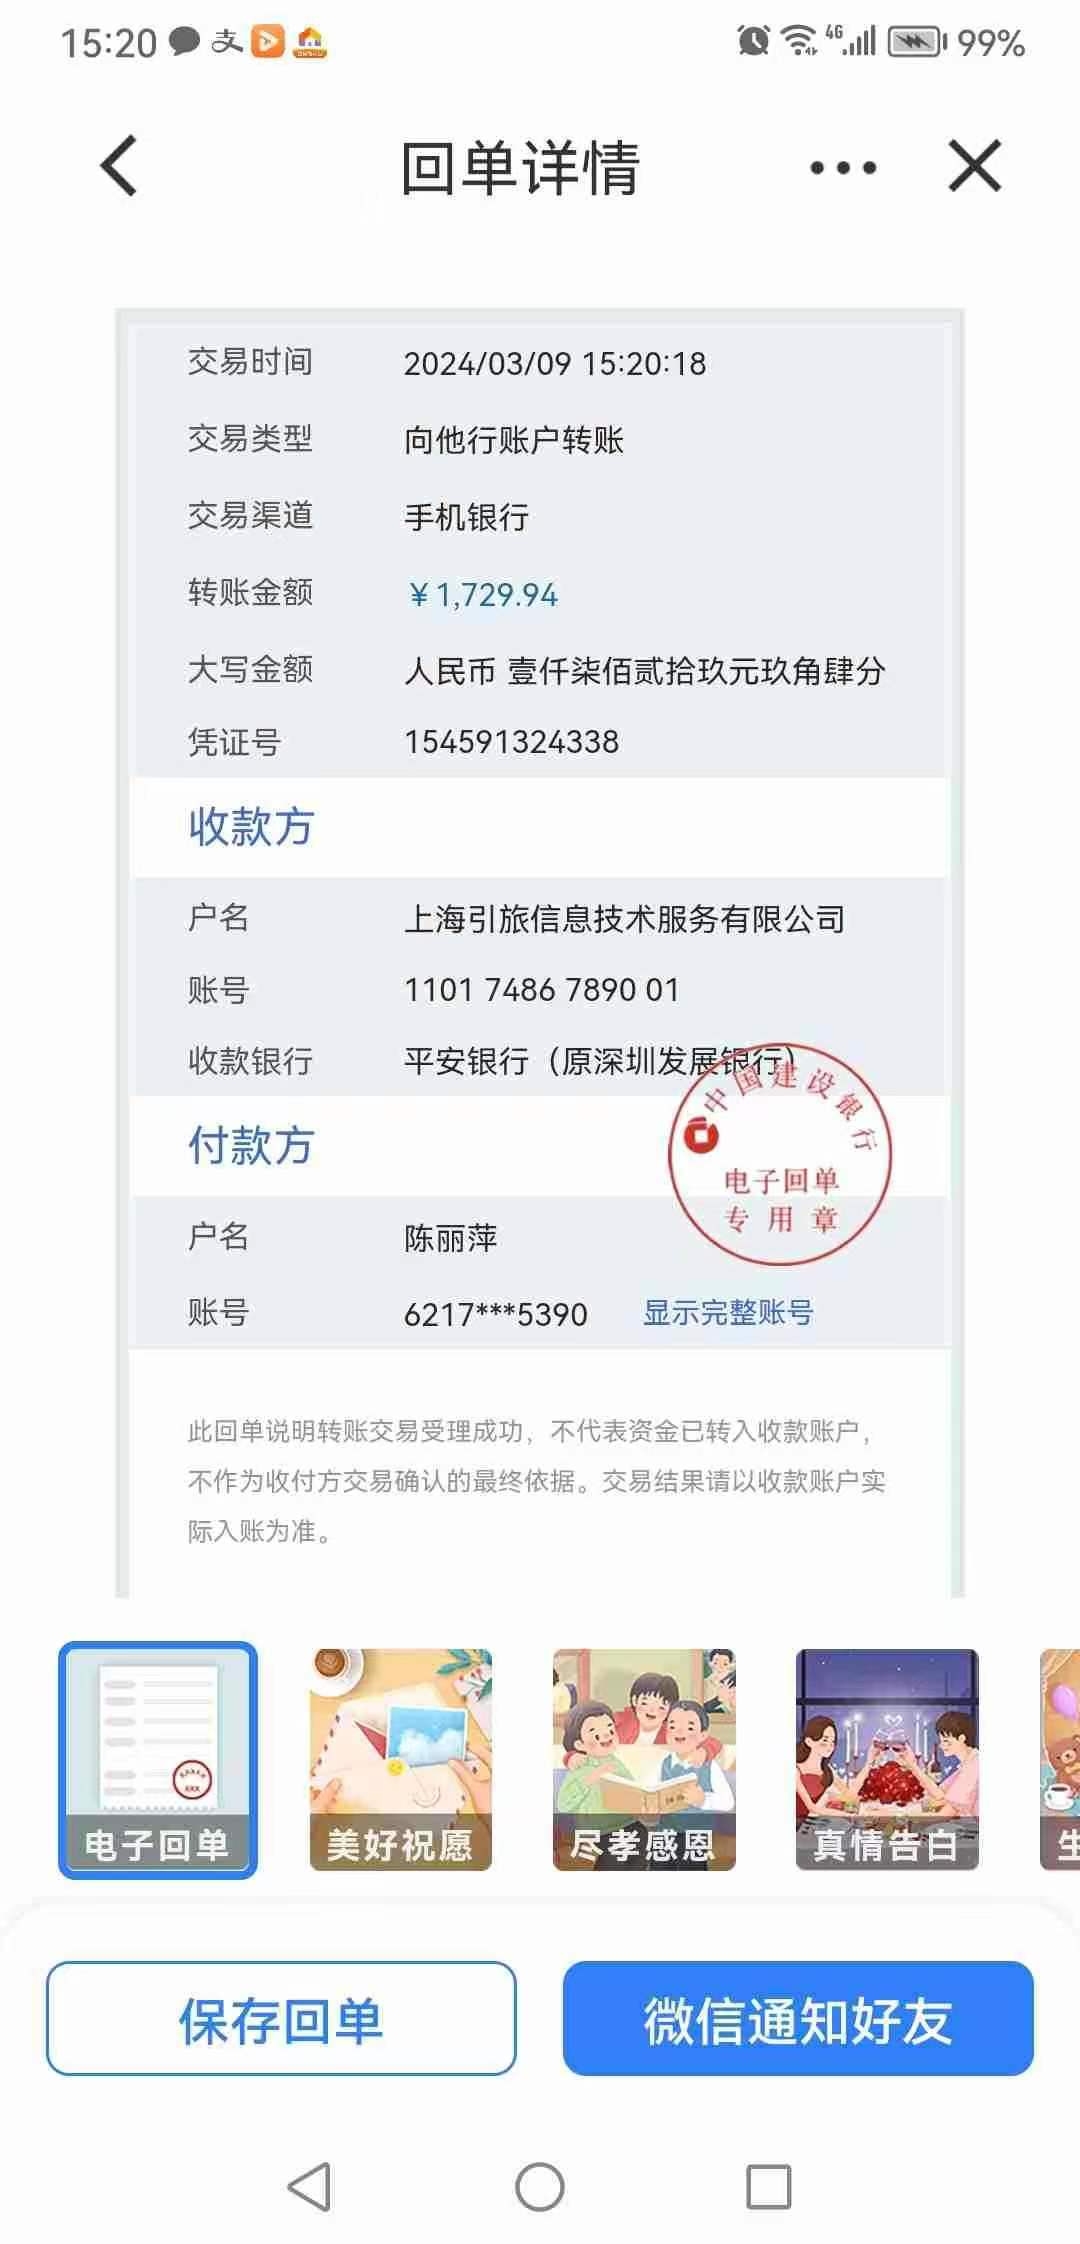 15:20 支 4G 99%
回单详情
交易时间 2024/03/09 15:20:18
交易类型 向他行账户转账
交易渠道 手机银行
转账金额 ¥1,729.94
大写金额 人民币 壹仟柒佰贰拾玖元玖角肆分
凭证号 154591324338
收款方
户名 上海引旅信息技术服务有限公司
账号 1101 7486 7890 01
收款银行 平安银行（原深圳发展银行）
中国建设银行
付款方
电子回单
专用章
户名 陈丽萍
账号 6217***5390 显示完整账号
此回单说明转账交易受理成功，不代表资金已转入收款账户，
不作为收付方交易确认的最终依据。交易结果请以收款账户实
际入账为准。
电子回单 美好祝愿 尽孝感恩 真情告白 生
保存回单 微信通知好友